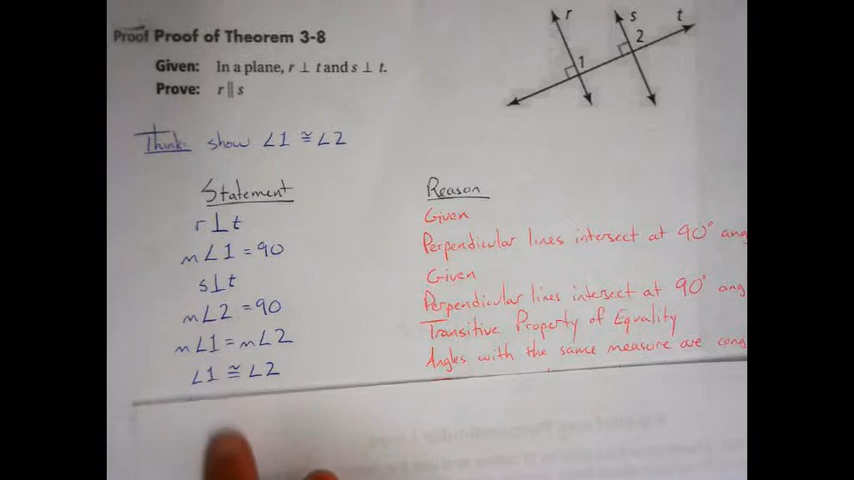 Proof Proof of Theorem 3-8
Given: In a plane, r ⊥ t and s ⊥ t.
Prove: r ∥ s
r s t
1 2
Think: show ∠1 ≅ ∠2
Statement Reason
r ⊥ t Given
m∠1 = 90 Perpendicular lines intersect at 90° ang
s ⊥ t Given
m∠2 = 90 Perpendicular lines intersect at 90° ang
m∠1 = m∠2 Transitive Property of Equality
∠1 ≅ ∠2 Angles with the same measure are cong